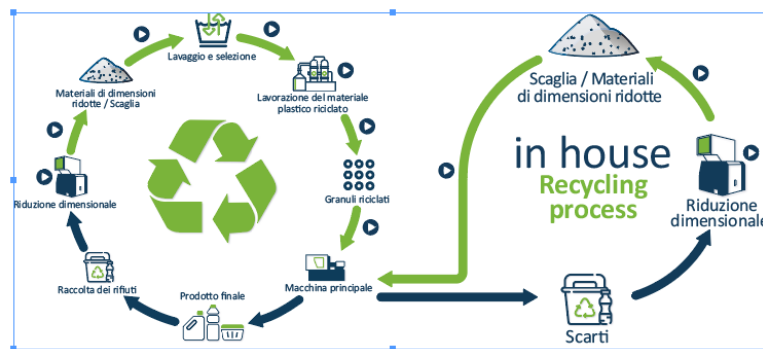 Lavaggio e selezione
Materiali di dimensioni
ridotte / Scaglia
Lavorazione del materiale
plastico riciclato
Riduzione dimensionale
Granuli riciclati
Raccolta dei rifiuti
Prodotto finale
Macchina principale
Scaglia / Materiali
di dimensioni ridotte
in house
Recycling
process
Riduzione
dimensionale
Scarti